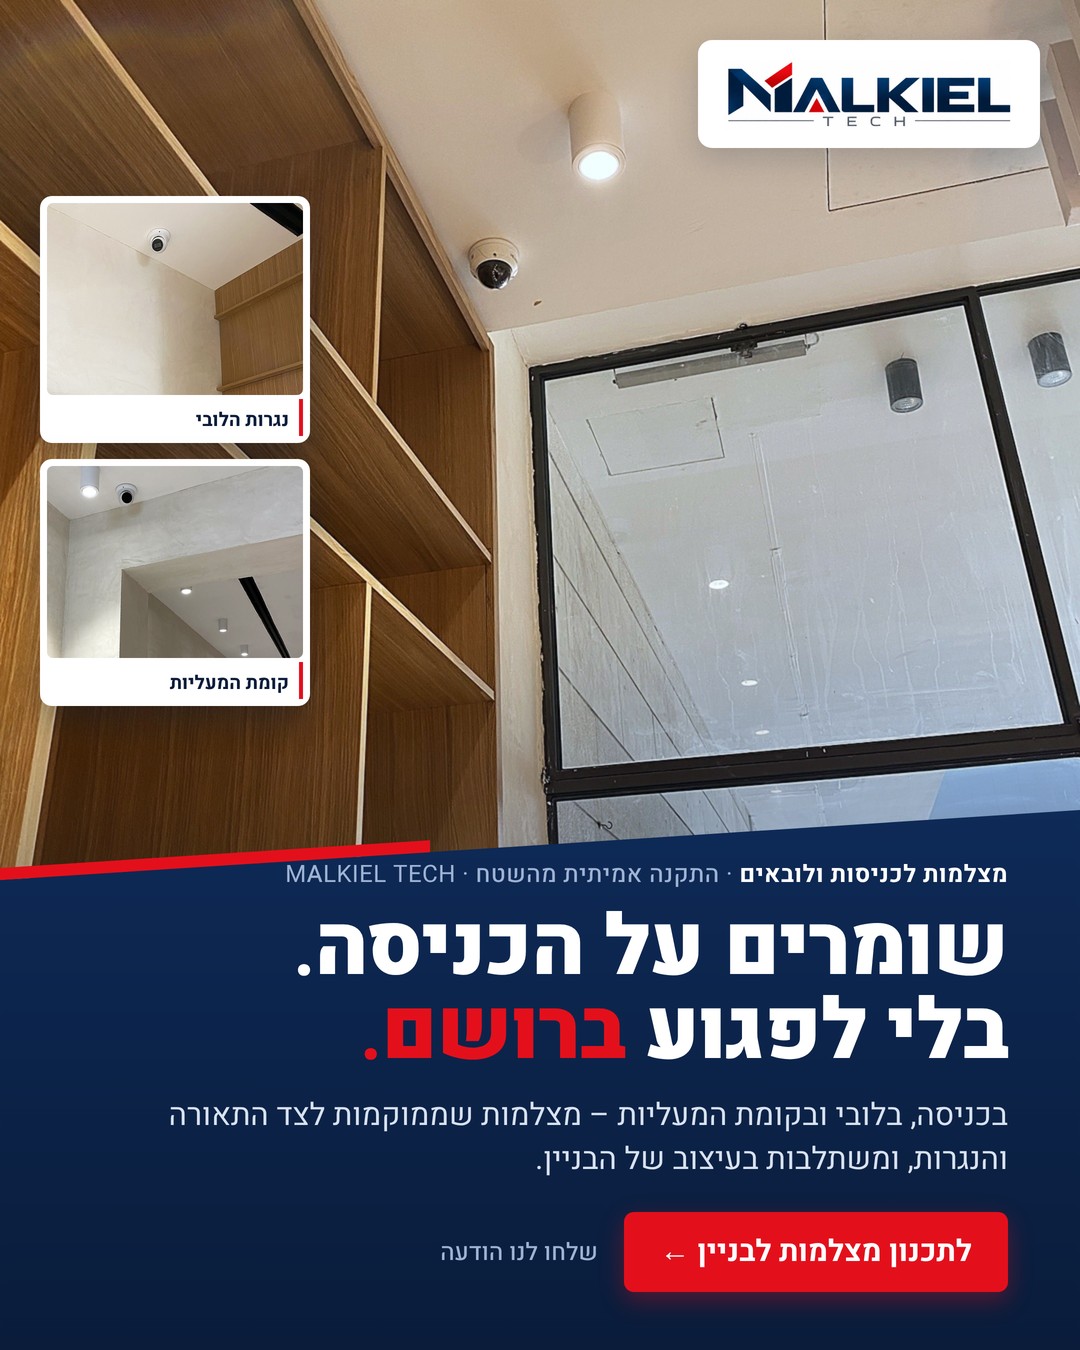 MALKIEL
TECH
נגרות הלובי
קומת המעליות
מצלמות לכניסות ולובאים · התקנה אמיתית מהשטח · MALKIEL TECH
שומרים על הכניסה.
בלי לפגוע ברושם.
בכניסה, בלובי ובקומת המעליות – מצלמות שממוקמות לצד התאורה
והנגרות, ומשתלבות בעיצוב של הבניין.
לתכנון מצלמות לבניין ←
שלחו לנו הודעה